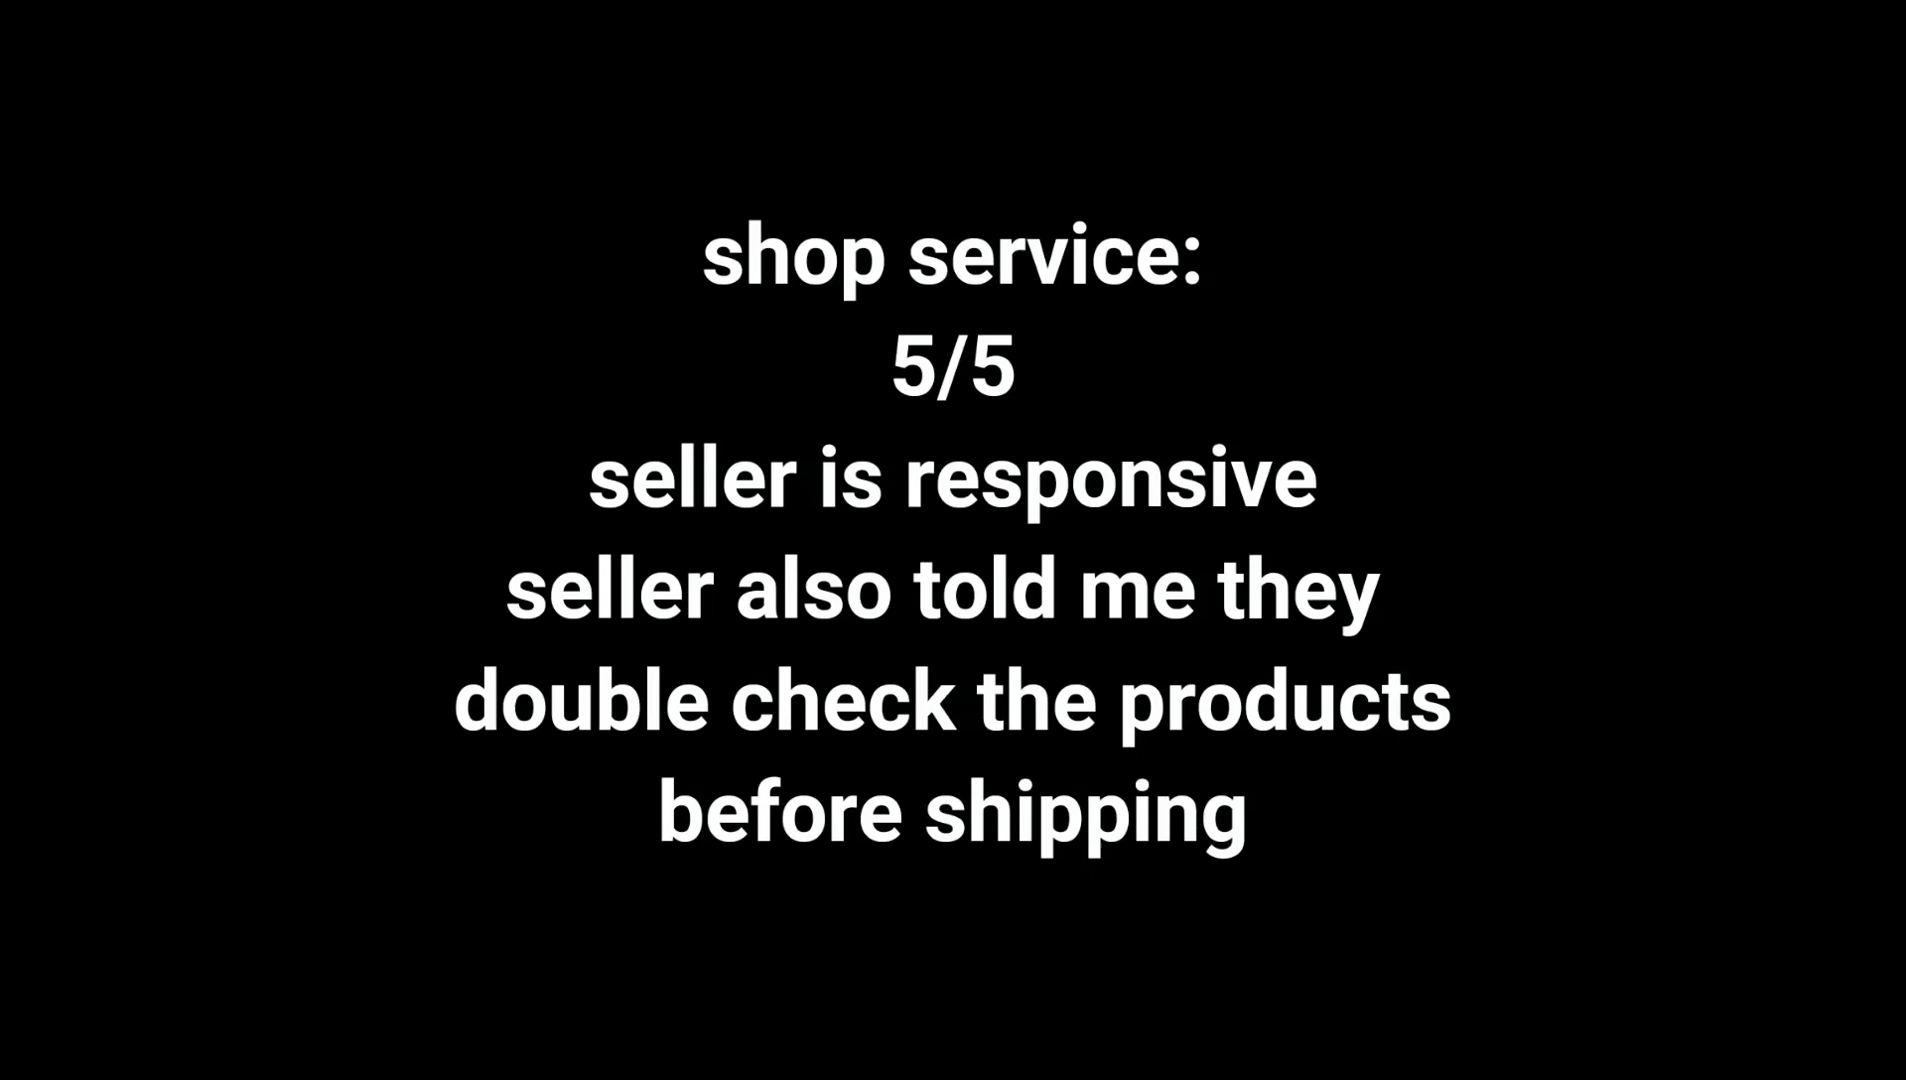 shop service:
5/5
seller is responsive
seller also told me they
double check the products
before shipping